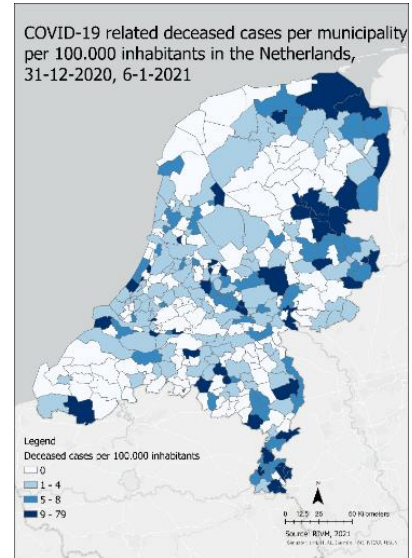 COVID-19 related deceased cases per municipality
per 100.000 inhabitants in the Netherlands,
31-12-2020, 6-1-2021
Legend
Deceased cases per 100.000 inhabitants
0
1 - 4
5 - 8
9 - 79
N
0 12.5 25 50 Kilometers
Source: RIVM, 2021